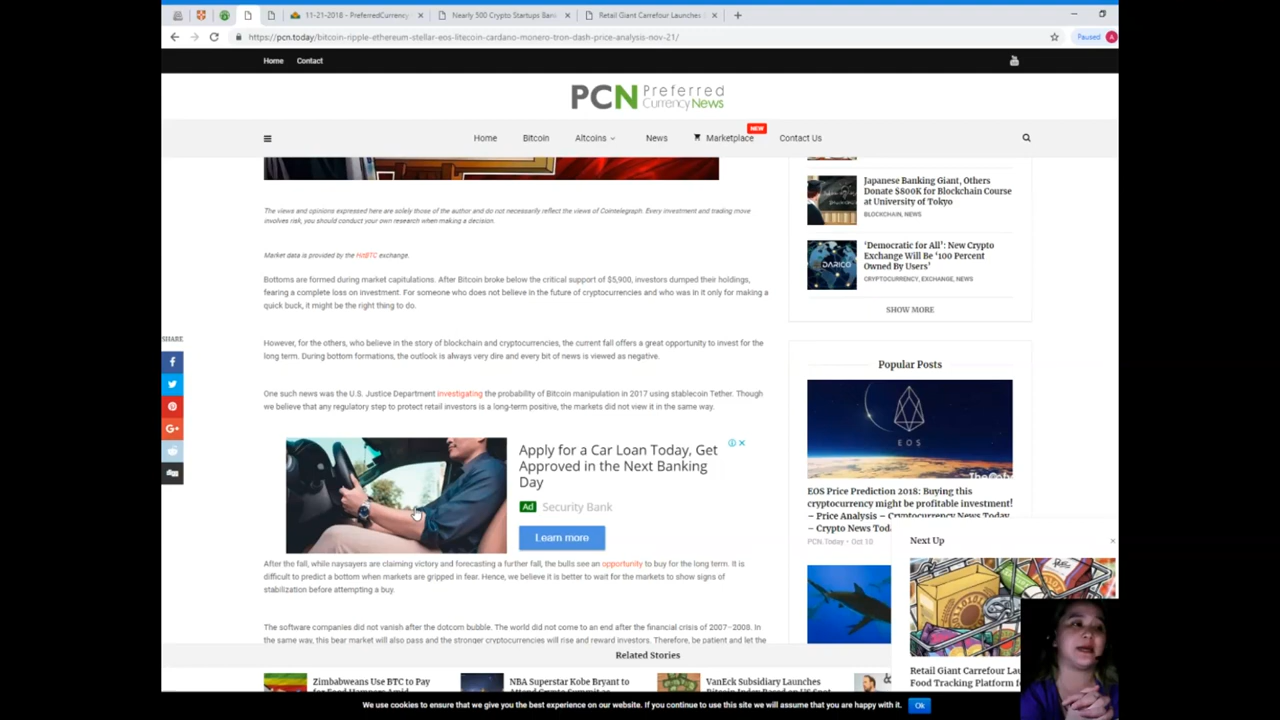 11-21-2018 - PreferredCurrency
Nearly 500 Crypto Startups Ban
Retail Giant Carrefour Launches
https://pcn.today/bitcoin-ripple-ethereum-stellar-eos-litecoin-cardano-monero-tron-dash-price-analysis-nov-21/
Paused
A
Home
Contact
PCN Preferred
Currency News
Home
Bitcoin
Altcoins
News
Marketplace
NEW
Contact Us
The views and opinions expressed here are solely those of the author and do not necessarily reflect the views of Cointelegraph. Every investment and trading move
involves risk, you should conduct your own research when making a decision.
Market data is provided by the HitBTC exchange.
Bottoms are formed during market capitulations. After Bitcoin broke below the critical support of $5,900, investors dumped their holdings,
fearing a complete loss on investment. For someone who does not believe in the future of cryptocurrencies and who was in it only for making a
quick buck, it might be the right thing to do.
However, for the others, who believe in the story of blockchain and cryptocurrencies, the current fall offers a great opportunity to invest for the
long term. During bottom formations, the outlook is always very dire and every bit of news is viewed as negative.
One such news was the U.S. Justice Department investigating the probability of Bitcoin manipulation in 2017 using stablecoin Tether. Though
we believe that any regulatory step to protect retail investors is a long-term positive, the markets did not view it in the same way.
Apply for a Car Loan Today, Get
Approved in the Next Banking
Day
Ad Security Bank
Learn more
After the fall, while naysayers are claiming victory and forecasting a further fall, the bulls see an opportunity to buy for the long term. It is
difficult to predict a bottom when markets are gripped in fear. Hence, we believe it is better to wait for the markets to show signs of
stabilization before attempting a buy.
The software companies did not vanish after the dotcom bubble. The world did not come to an end after the financial crisis of 2007–2008. In
the same way, this bear market will also pass and the stronger cryptocurrencies will rise and reward investors. Therefore, be patient and let the
SHARE
Japanese Banking Giant, Others
Donate $800K for Blockchain Course
at University of Tokyo
BLOCKCHAIN, NEWS
DARICO
'Democratic for All': New Crypto
Exchange Will Be '100 Percent
Owned By Users'
CRYPTOCURRENCY, EXCHANGE, NEWS
SHOW MORE
Popular Posts
EOS
EOS Price Prediction 2018: Buying this
cryptocurrency might be profitable investment!
– Price Analysis – Cryptocurrency News Today
– Crypto News Toda
PCN.Today • Oct 10
Next Up
Retail Giant Carrefour Lau
Food Tracking Platform f
Related Stories
Zimbabweans Use BTC to Pay
for Food Hampers Amid
NBA Superstar Kobe Bryant to
Attend Crypto Summit as
VanEck Subsidiary Launches
Bitcoin Index Based on US Spot
We use cookies to ensure that we give you the best experience on our website. If you continue to use this site we will assume that you are happy with it.
Ok